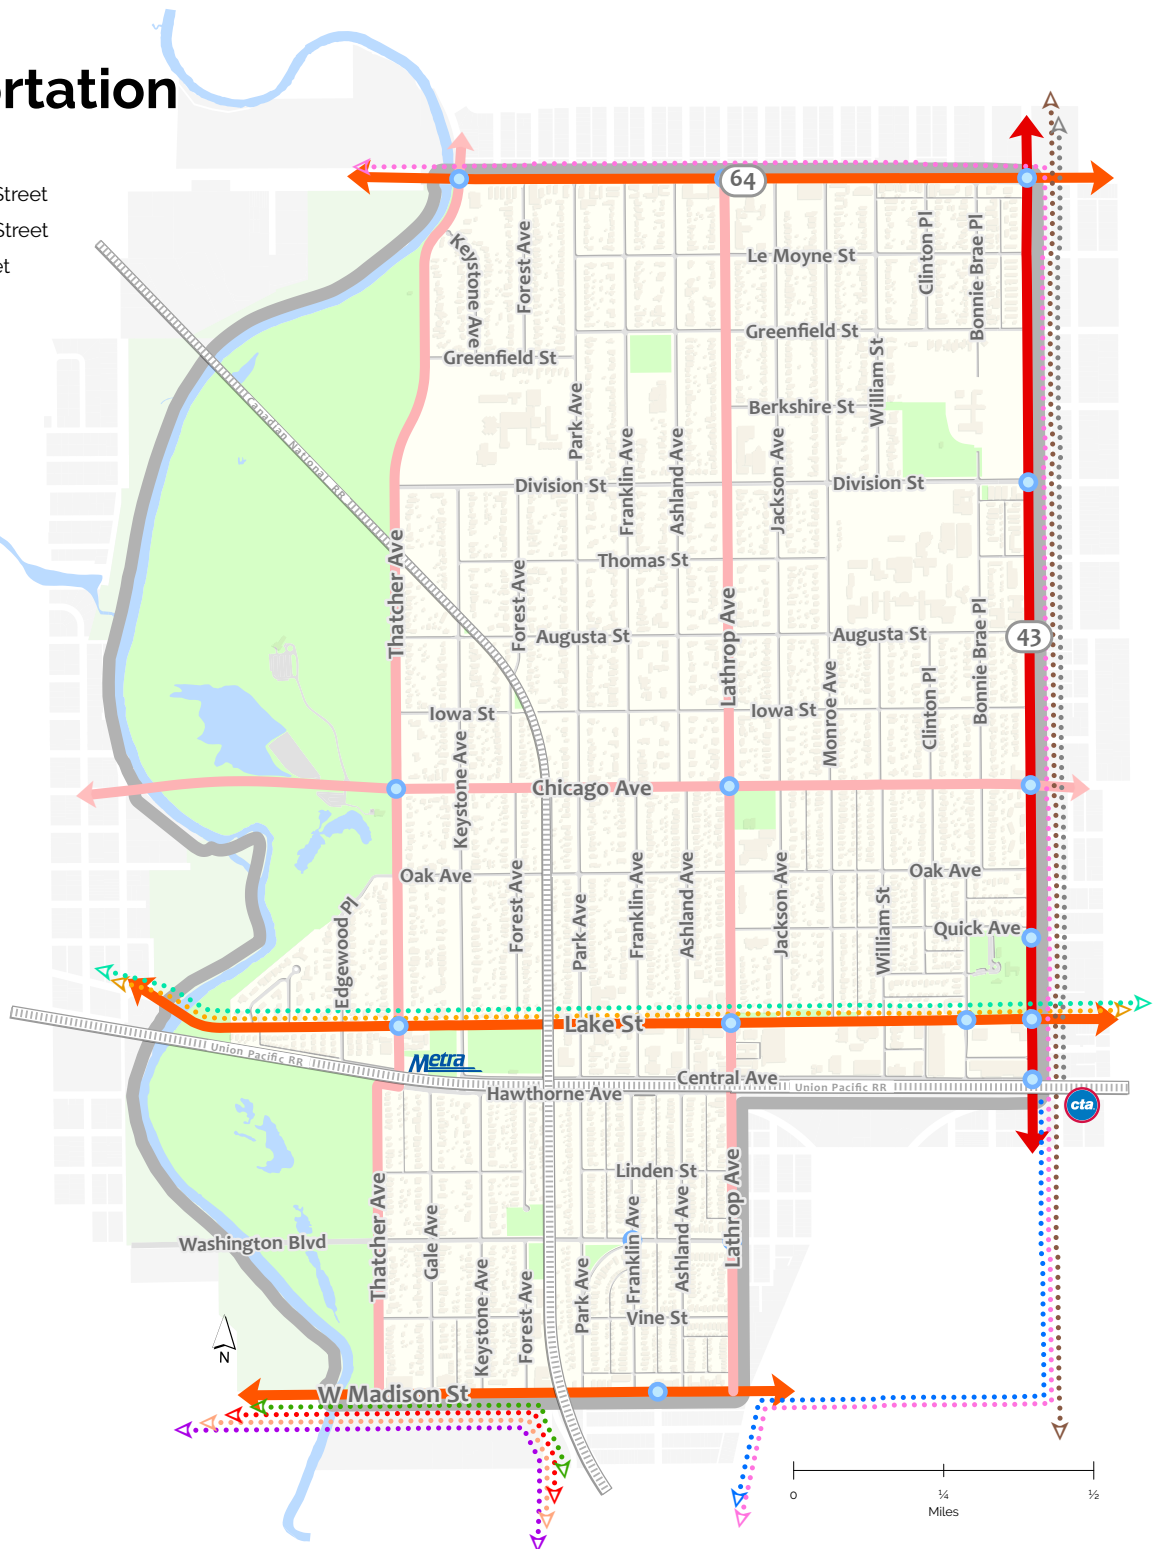 rtation
Street
Street
et
64
Keystone Ave
Forest Ave
Le Moyne St
Clinton Pl
Bonnie Brae Pl
Greenfield St
Greenfield St
William St
Park Ave
Berkshire St
Canadian National RR
Franklin Ave
Ashland Ave
Jackson Ave
Division St
Division St
Thatcher Ave
Thomas St
Forest Ave
Lathrop Ave
Augusta St
Augusta St
43
Bonnie Brae Pl
Monroe Ave
Clinton Pl
Iowa St
Iowa St
Keystone Ave
Chicago Ave
Oak Ave
Oak Ave
Forest Ave
Park Ave
Franklin Ave
Ashland Ave
Jackson Ave
William St
Quick Ave
Edgewood Pl
Lake St
Union Pacific RR
Metra
Central Ave
Union Pacific RR
Hawthorne Ave
cta
Linden St
Thatcher Ave
Gale Ave
Franklin Ave
Ashland Ave
Lathrop Ave
Washington Blvd
Keystone Ave
Forest Ave
Park Ave
Vine St
N
W Madison St
0
¼
½
Miles